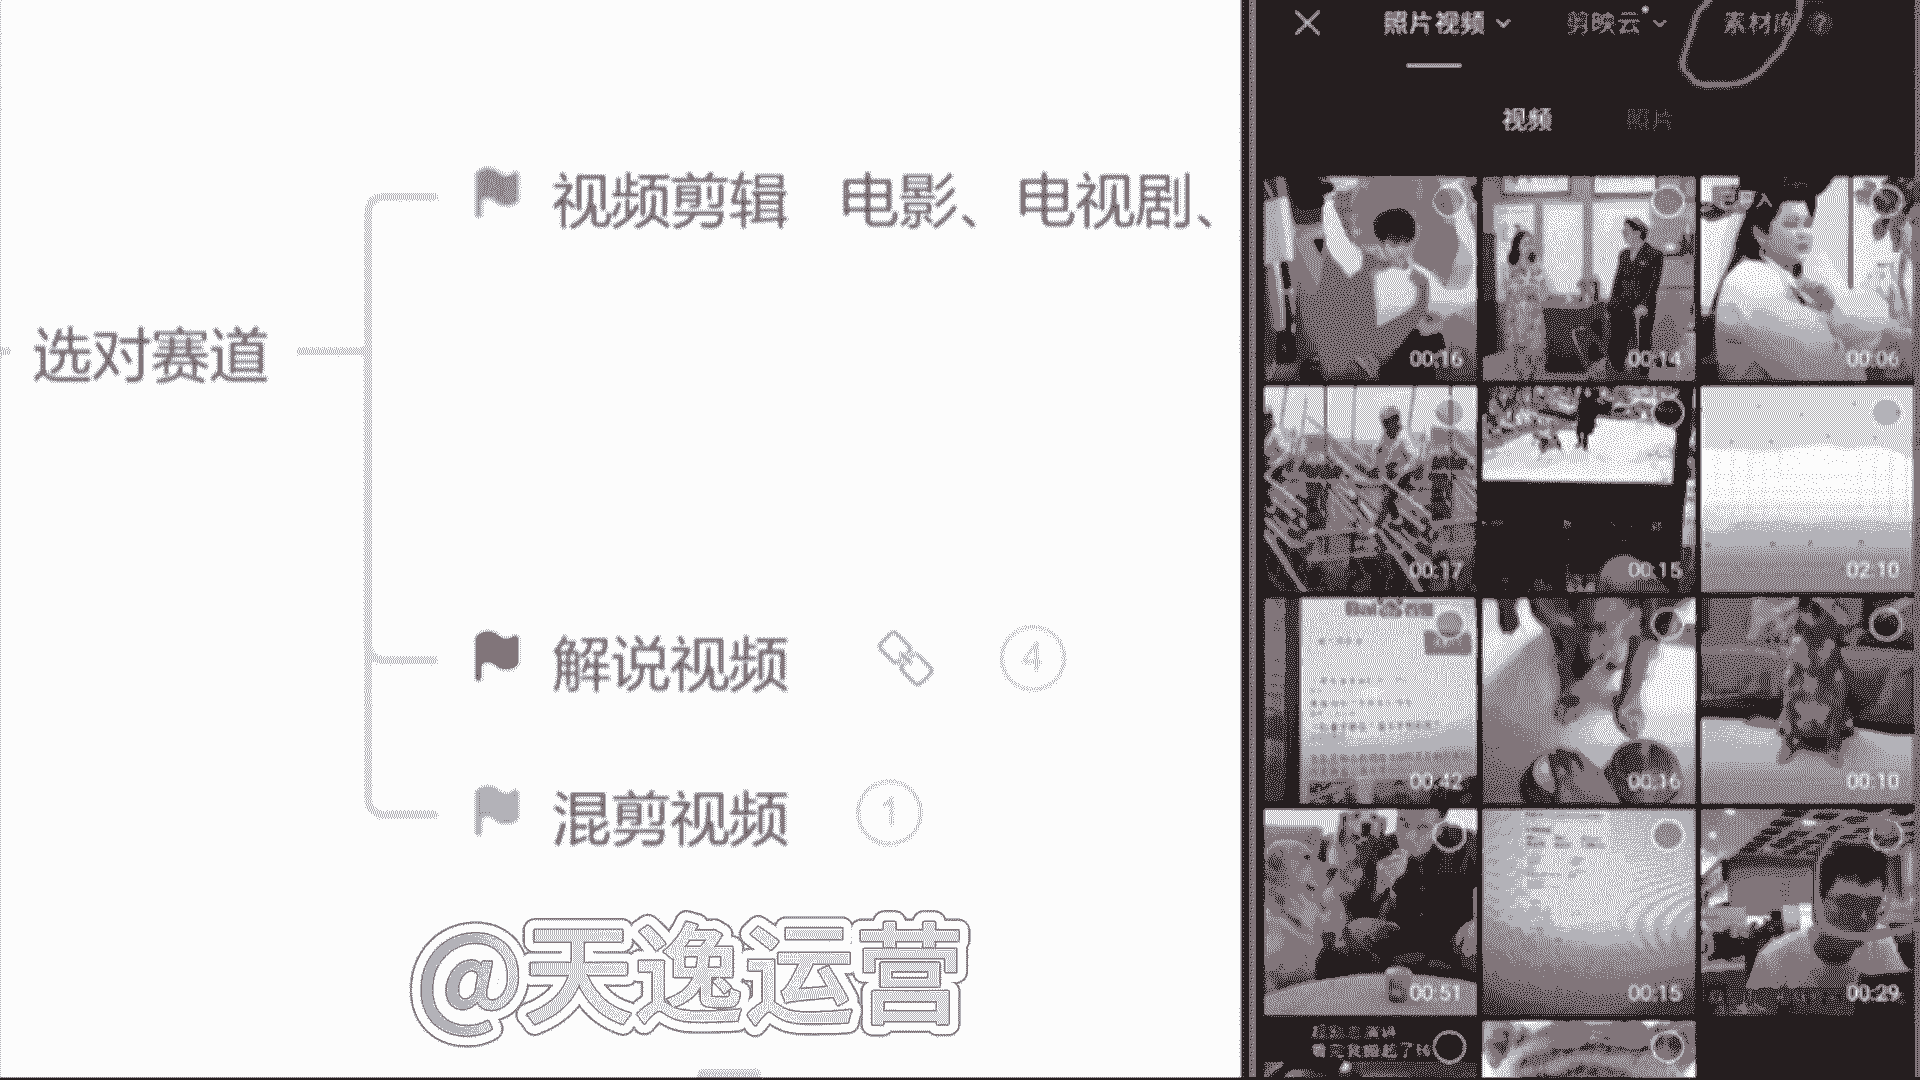 选对赛道
视频剪辑 电影、电视剧、
解说视频 4
混剪视频 1
@天逸运营
照片视频 剪映云 素材库 ?
视频 照片
00:16 00:14 00:06
00:17 00:15 02:10
00:42 00:16 00:10
00:51 00:15 00:29